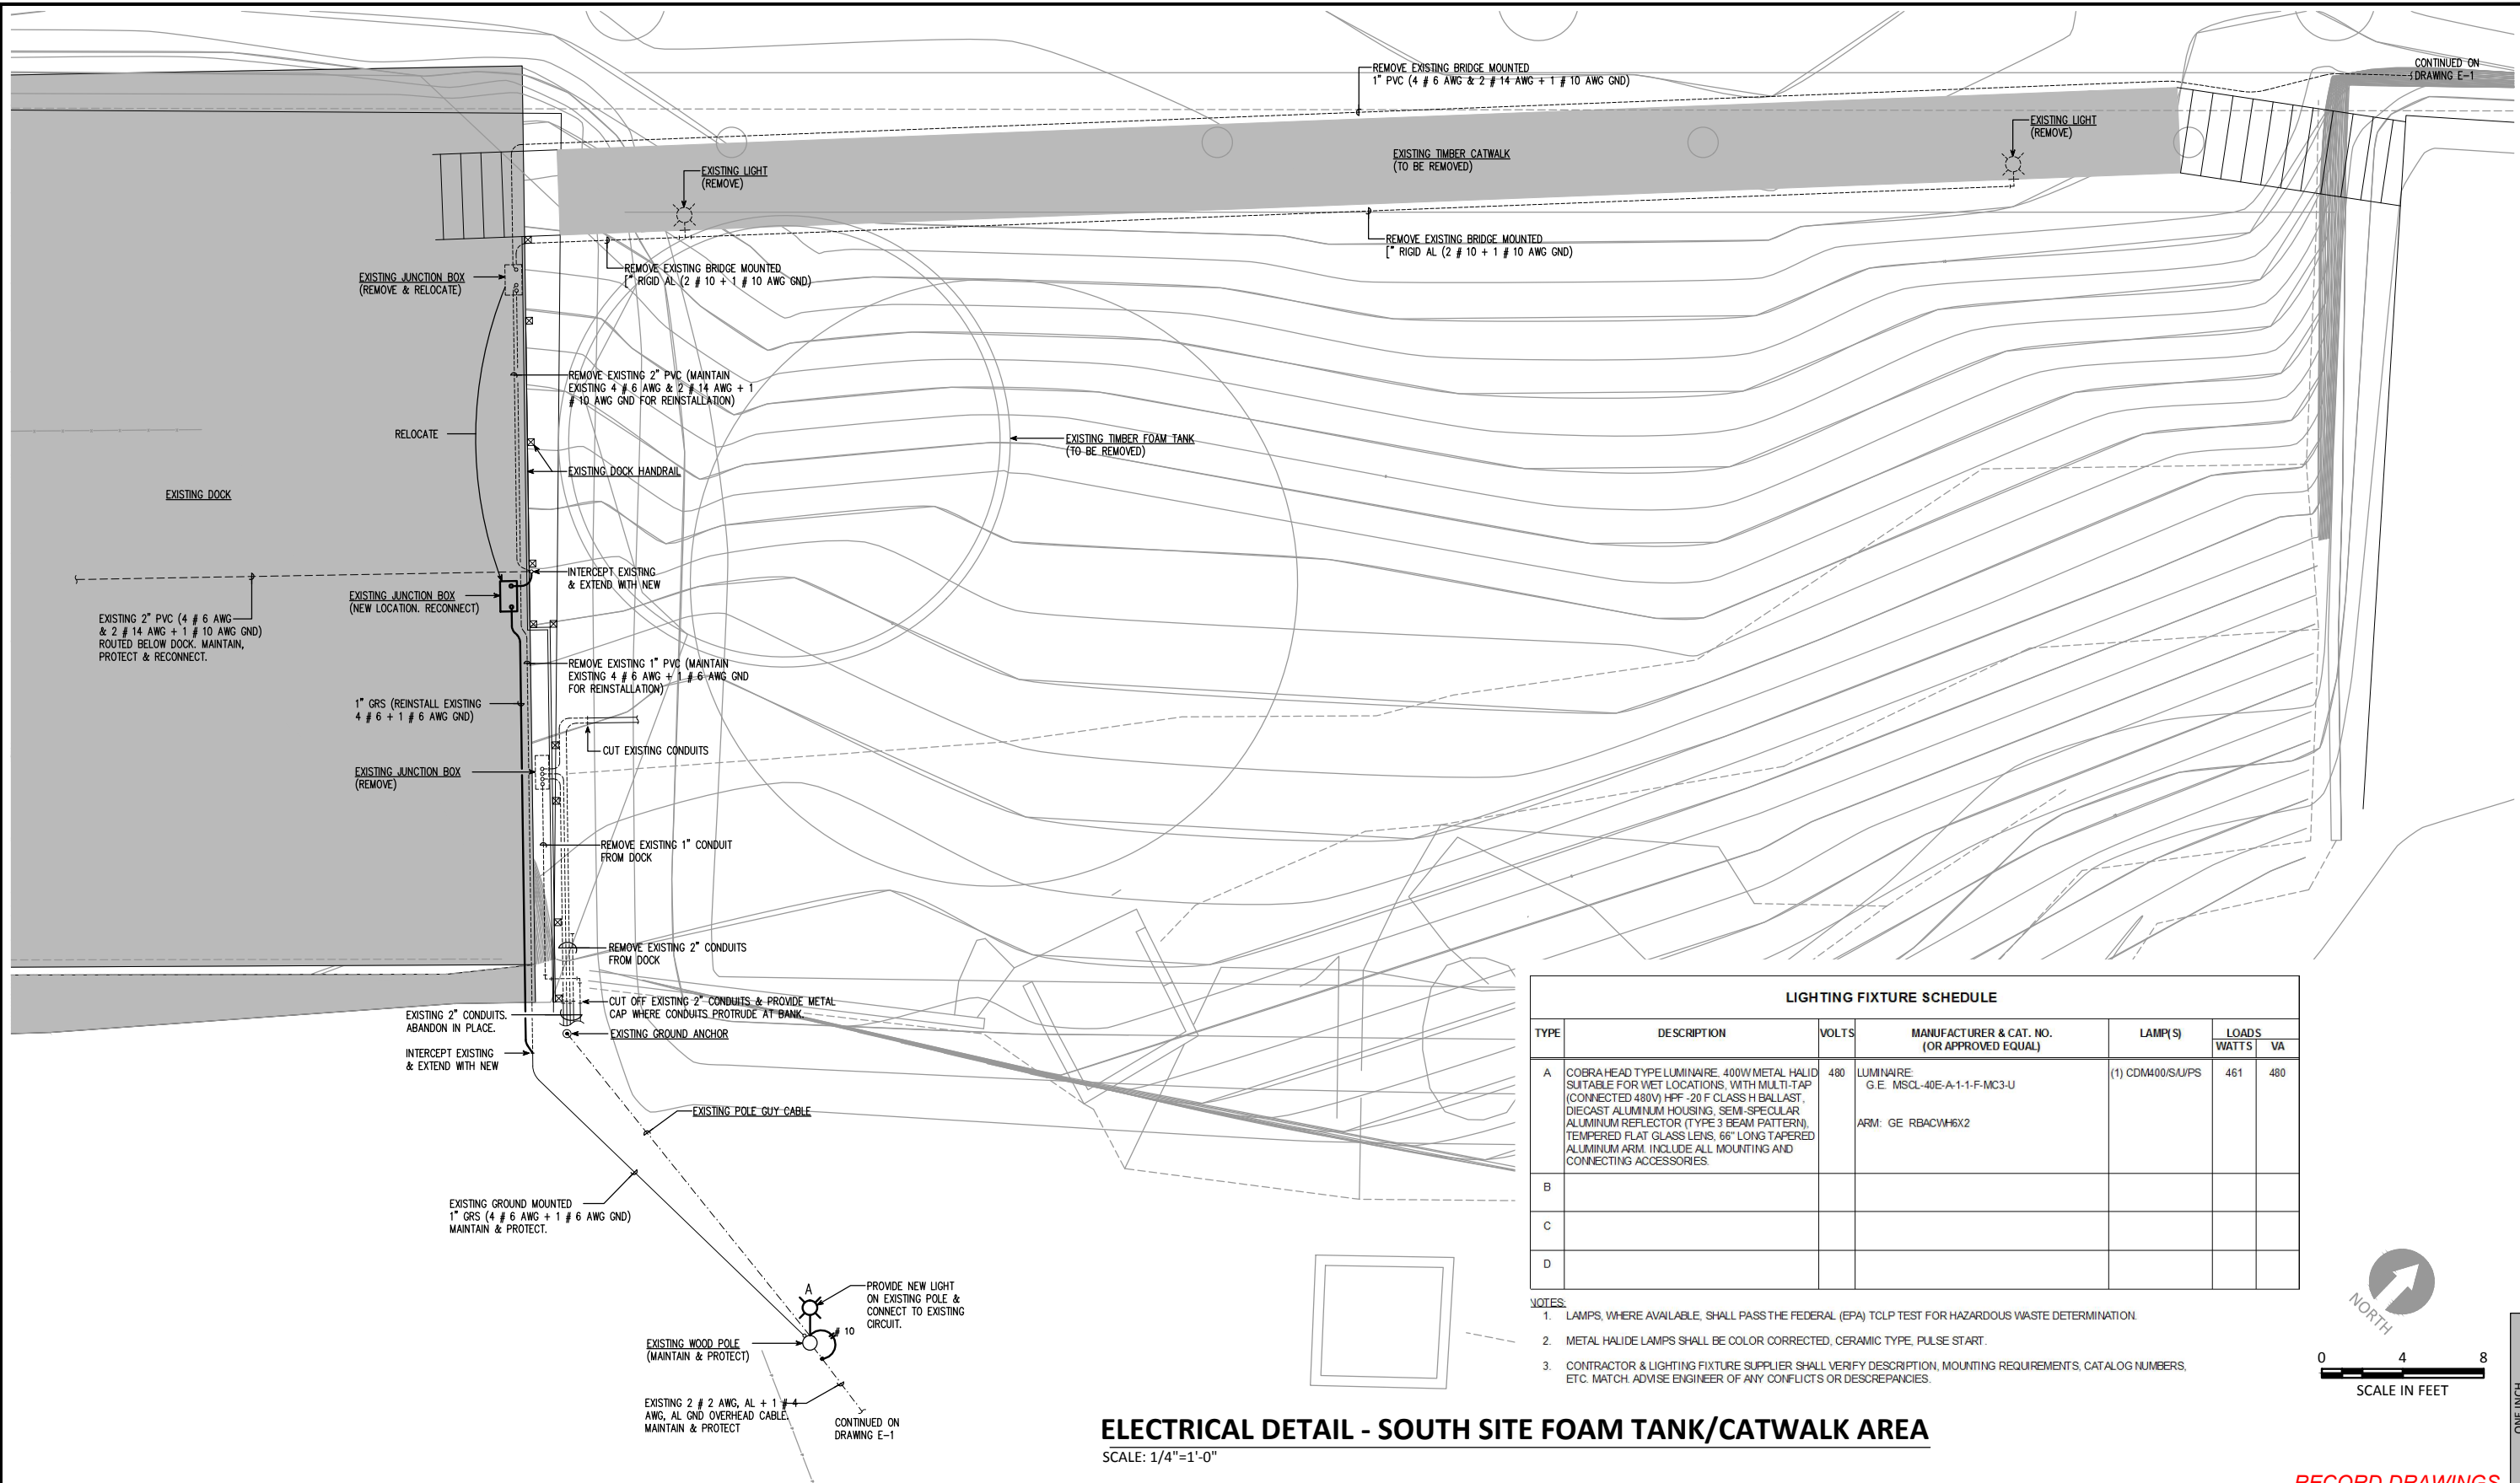 REMOVE EXISTING BRIDGE MOUNTED
1" PVC (4 # 6 AWG & 2 # 14 AWG + 1 # 10 AWG GND)
CONTINUED ON
DRAWING E-1
EXISTING LIGHT
(REMOVE)
EXISTING TIMBER CATWALK
(TO BE REMOVED)
EXISTING LIGHT
(REMOVE)
REMOVE EXISTING BRIDGE MOUNTED
[" RIGID AL (2 # 10 + 1 # 10 AWG GND)
REMOVE EXISTING BRIDGE MOUNTED
[" RIGID AL (2 # 10 + 1 # 10 AWG GND)
EXISTING JUNCTION BOX
(REMOVE & RELOCATE)
REMOVE EXISTING 2" PVC (MAINTAIN
EXISTING 4 # 6 AWG & 2 # 14 AWG + 1
# 10 AWG GND FOR REINSTALLATION)
RELOCATE
EXISTING TIMBER FOAM TANK
(TO BE REMOVED)
EXISTING DOCK HANDRAIL
EXISTING DOCK
INTERCEPT EXISTING
& EXTEND WITH NEW
EXISTING JUNCTION BOX
(NEW LOCATION. RECONNECT)
EXISTING 2" PVC (4 # 6 AWG
& 2 # 14 AWG + 1 # 10 AWG GND)
ROUTED BELOW DOCK. MAINTAIN,
PROTECT & RECONNECT.
REMOVE EXISTING 1" PVC (MAINTAIN
EXISTING 4 # 6 AWG + 1 # 6 AWG GND
FOR REINSTALLATION)
1" GRS (REINSTALL EXISTING
4 # 6 + 1 # 6 AWG GND)
CUT EXISTING CONDUITS
EXISTING JUNCTION BOX
(REMOVE)
REMOVE EXISTING 1" CONDUIT
FROM DOCK
REMOVE EXISTING 2" CONDUITS
FROM DOCK
CUT OFF EXISTING 2" CONDUITS & PROVIDE METAL
CAP WHERE CONDUITS PROTRUDE AT BANK.
EXISTING 2" CONDUITS.
ABANDON IN PLACE.
EXISTING GROUND ANCHOR
INTERCEPT EXISTING
& EXTEND WITH NEW
EXISTING POLE GUY CABLE
EXISTING GROUND MOUNTED
1" GRS (4 # 6 AWG + 1 # 6 AWG GND)
MAINTAIN & PROTECT.
A
PROVIDE NEW LIGHT
ON EXISTING POLE &
CONNECT TO EXISTING
CIRCUIT.
# 10
EXISTING WOOD POLE
(MAINTAIN & PROTECT)
EXISTING 2 # 2 AWG, AL + 1 # 4
AWG, AL GND OVERHEAD CABLE.
MAINTAIN & PROTECT
CONTINUED ON
DRAWING E-1
LIGHTING FIXTURE SCHEDULE
TYPE DESCRIPTION VOLTS MANUFACTURER & CAT. NO. (OR APPROVED EQUAL) LAMP(S) LOADS
WATTS VA
A COBRA HEAD TYPE LUMINAIRE, 400W METAL HALID 480 LUMINAIRE: (1) CDM400/S/U/PS 461 480
SUITABLE FOR WET LOCATIONS, WITH MULTI-TAP G.E. MSCL-40E-A-1-1-F-MC3-U
(CONNECTED 480V) HPF -20 F CLASS H BALLAST,
DIECAST ALUMINUM HOUSING, SEMI-SPECULAR
ALUMINUM REFLECTOR (TYPE 3 BEAM PATTERN), ARM: GE RBACWH6X2
TEMPERED FLAT GLASS LENS, 66" LONG TAPERED
ALUMINUM ARM. INCLUDE ALL MOUNTING AND
CONNECTING ACCESSORIES.
B
C
D
NOTES:
1. LAMPS, WHERE AVAILABLE, SHALL PASS THE FEDERAL (EPA) TCLP TEST FOR HAZARDOUS WASTE DETERMINATION.
2. METAL HALIDE LAMPS SHALL BE COLOR CORRECTED, CERAMIC TYPE, PULSE START.
3. CONTRACTOR & LIGHTING FIXTURE SUPPLIER SHALL VERIFY DESCRIPTION, MOUNTING REQUIREMENTS, CATALOG NUMBERS,
ETC. MATCH. ADVISE ENGINEER OF ANY CONFLICTS OR DESCREPANCIES.
NORTH
0 4 8
SCALE IN FEET
ELECTRICAL DETAIL - SOUTH SITE FOAM TANK/CATWALK AREA
SCALE: 1/4"=1'-0"
ONE INCH
RECORD DRAWINGS